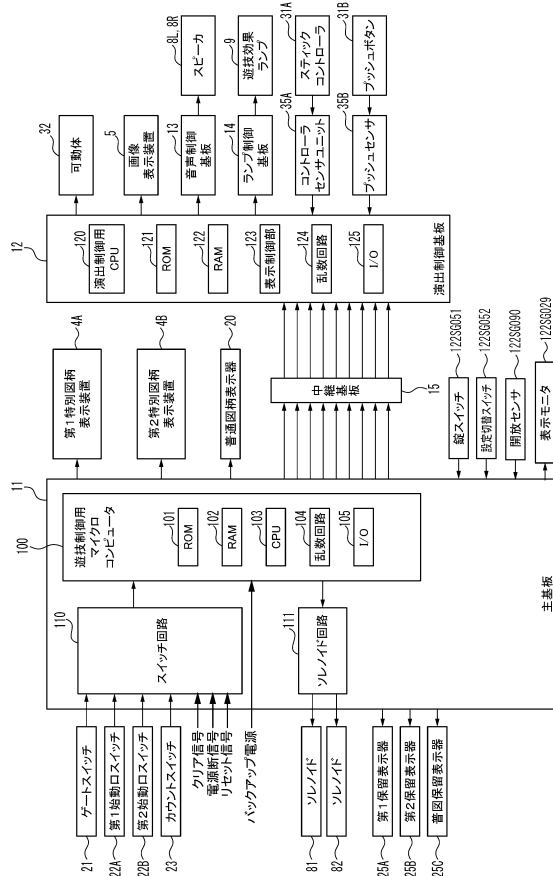 21
ゲートスイッチ
22A
第1始動口スイッチ
22B
第2始動口スイッチ
23
カウントスイッチ
クリア信号
電源断信号
リセット信号
バックアップ電源
81
ソレノイド
82
ソレノイド
25A
第1保留表示器
25B
第2保留表示器
25C
普図保留表示器
110
スイッチ回路
111
ソレノイド回路
100
11
遊技制御用
マイクロ
コンピュータ
101
ROM
102
RAM
103
CPU
104
乱数回路
105
I/O
主基板
4A
第1特別図柄
表示装置
4B
第2特別図柄
表示装置
20
普通図柄表示器
中継基板
15
錠スイッチ
122SG051
設定切替スイッチ
122SG052
開放センサ
122SG090
表示モニタ
122SG029
12
120
演出制御用
CPU
121
ROM
122
RAM
123
表示制御部
124
乱数回路
125
I/O
演出制御基板
32
可動体
5
画像
表示装置
13
音声制御
基板
8L, 8R
スピーカ
14
ランプ制御
基板
9
遊技効果
ランプ
35A
コントローラ
センサユニット
31A
スティック
コントローラ
35B
プッシュセンサ
31B
プッシュボタン